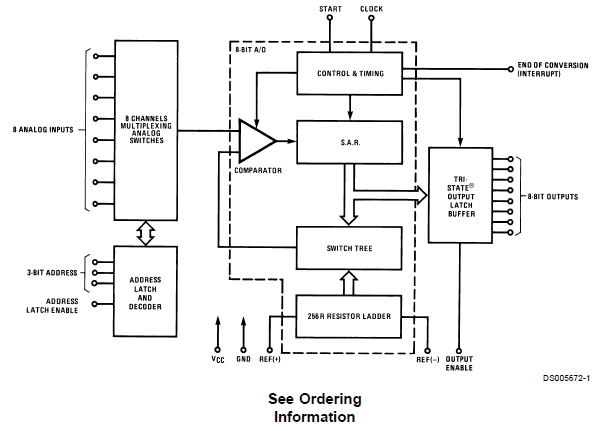 START
CLOCK
8-BIT A/D
CONTROL & TIMING
END OF CONVERSION
(INTERRUPT)
8 ANALOG INPUTS
8 CHANNELS
MULTIPLEXING
ANALOG
SWITCHES
S.A.R.
COMPARATOR
TRI-
STATE®
OUTPUT
LATCH
BUFFER
8-BIT OUTPUTS
SWITCH TREE
3-BIT ADDRESS
ADDRESS
LATCH ENABLE
ADDRESS
LATCH
AND
DECODER
256R RESISTOR LADDER
VCC
GND
REF(+)
REF(−)
OUTPUT
ENABLE
DS005672-1
See Ordering
Information